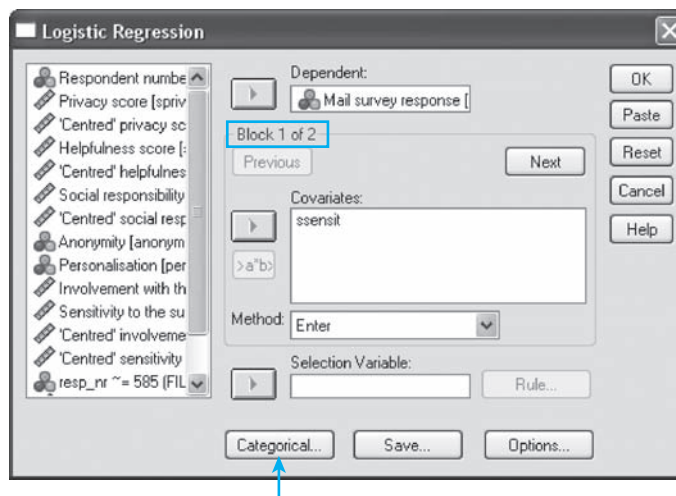 Logistic Regression
Respondent numbe
Privacy score [spriv
'Centred' privacy sc
Helpfulness score [
'Centred' helpfulnes
Social responsibility
'Centred' social resp
Anonymity [anonym
Personalisation [per
Involvement with th
Sensitivity to the su
'Centred' involveme
'Centred' sensitivity
resp_nr ~= 585 (FIL
Dependent:
Mail survey response [
Block 1 of 2
Previous
Next
Covariates:
ssensit
>a*b>
Method:
Enter
Selection Variable:
Rule...
Categorical...
Save...
Options...
OK
Paste
Reset
Cancel
Help